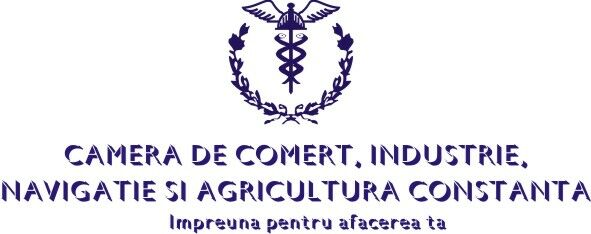 CAMERA DE COMERT, INDUSTRIE,
NAVIGATIE SI AGRICULTURA CONSTANTA
Impreuna pentru afacerea ta